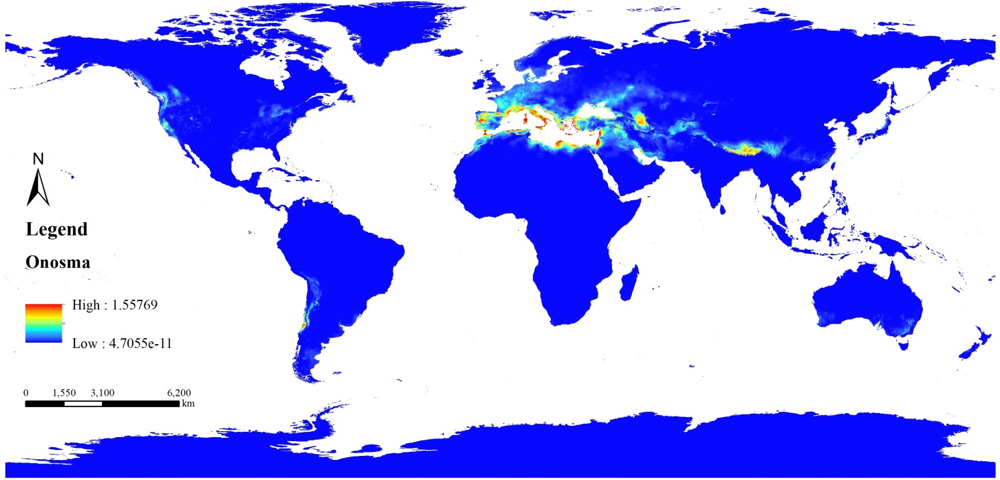 N
Legend
Onosma
High : 1.55769
Low : 4.7055e-11
0 1,550 3,100 6,200
km